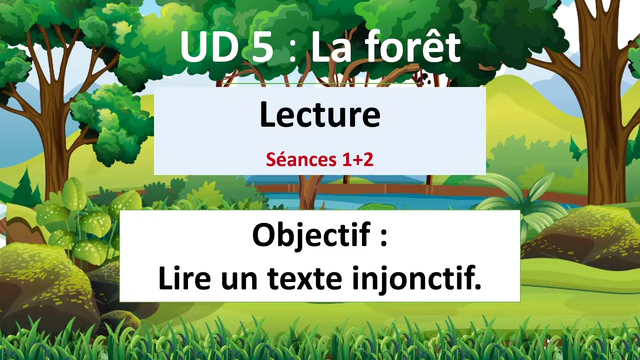 UD 5 : La forêt
Lecture
Séances 1+2
Objectif :
Lire un texte injonctif.